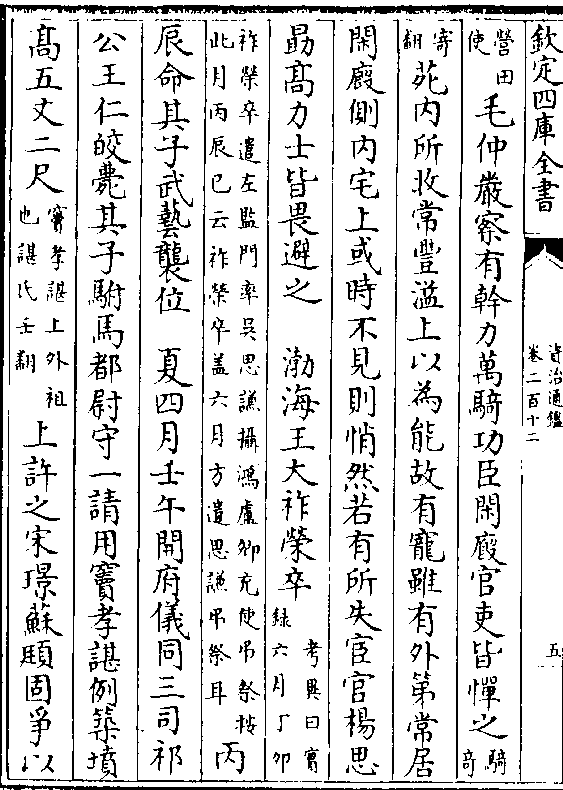 欽定四庫全書
資治通鑑
卷二百十二
五
營田使毛仲嚴察有幹力萬騎功臣閑廐官吏皆憚之騎奇
寄翻苑内所收常豐溢上以為能故有寵雖有外第常居
閑廐側内宅上或時不見則悄然若有所失宦官楊思
勗髙力士皆畏避之 渤海王大祚榮卒考異曰實録六月丁卯
祚榮卒遣左監門率吳思謙攝鴻臚卿充使弔祭按此月丙辰已云祚榮卒盖六月方遣思謙弔祭耳丙
辰命其子武藝襲位 夏四月壬午開府儀同三司祁
公王仁皎薨其子駙馬都尉守一請用竇孝諶例築墳
髙五丈二尺竇孝諶上外祖也諶氏壬翻上許之宋璟蘇頲固爭以